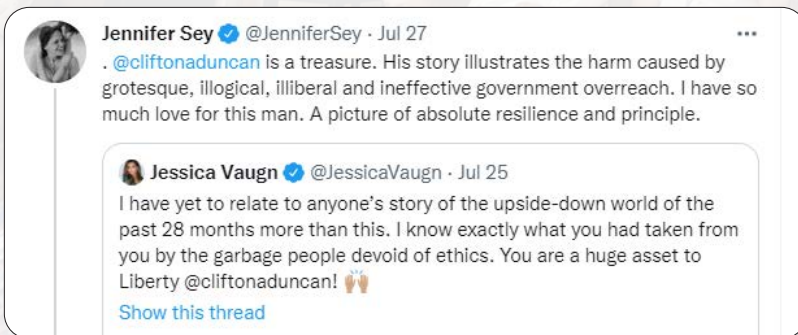 Jennifer Sey @JenniferSey · Jul 27
. @cliftonaduncan is a treasure. His story illustrates the harm caused by
grotesque, illogical, illiberal and ineffective government overreach. I have so
much love for this man. A picture of absolute resilience and principle.
Jessica Vaugn @JessicaVaugn · Jul 25
I have yet to relate to anyone's story of the upside-down world of the
past 28 months more than this. I know exactly what you had taken from
you by the garbage people devoid of ethics. You are a huge asset to
Liberty @cliftonaduncan! 🙌🏼
Show this thread